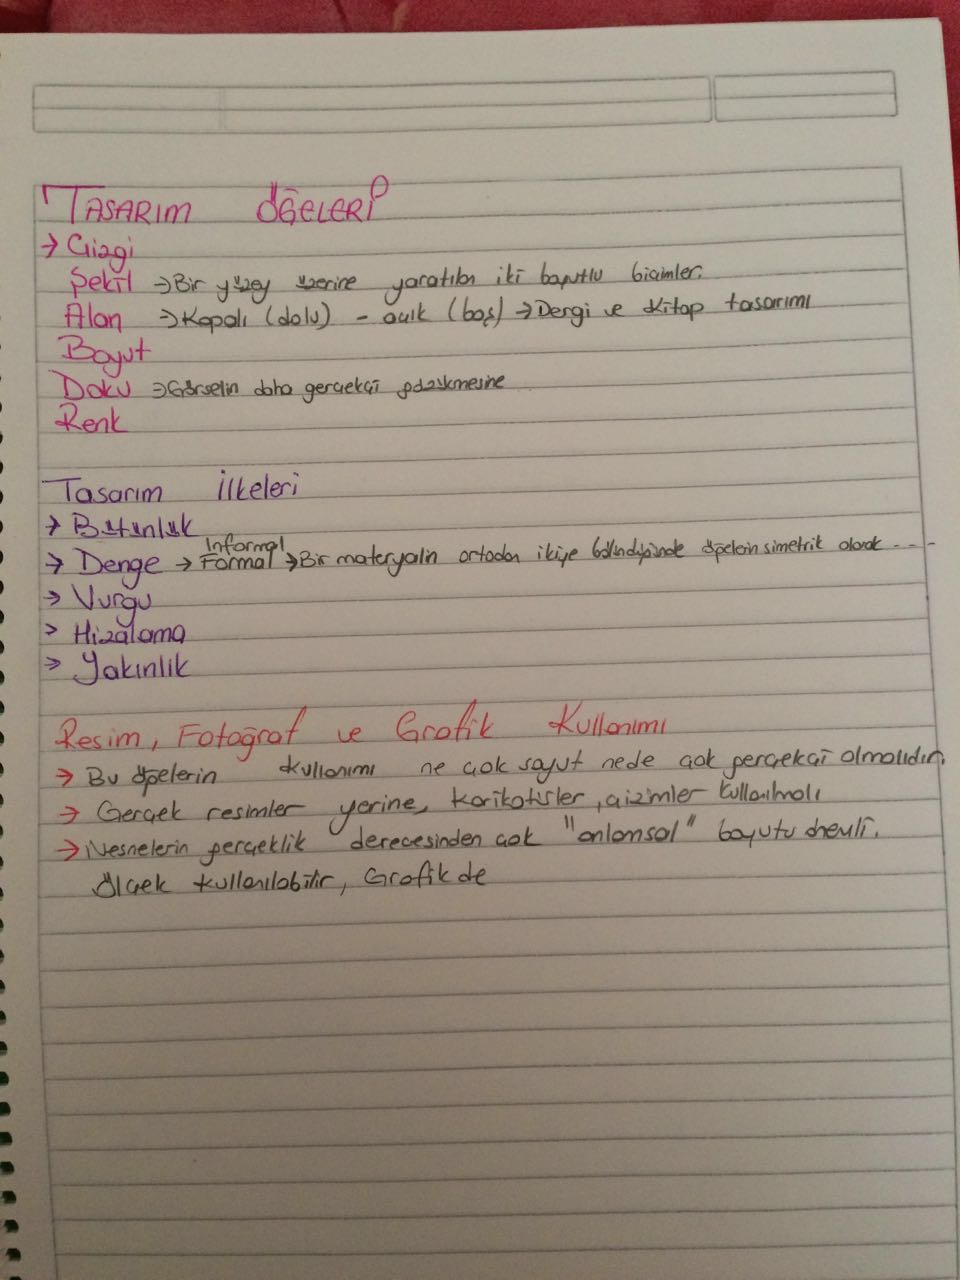 TASARIM ÖĞELERİ
→ Çizgi
Şekil → Bir yüzey üzerine yaratılan iki boyutlu biçimler.
Alan → Kapalı (dolu) - açık (boş) → Dergi ve kitap tasarımı
Boyut
Doku → Görselin daha gerçekçi gözükmesine
Renk
Tasarım İlkeleri
→ Bütünlük
Informal
→ Denge → Formal → Bir materyalin ortadan ikiye bölündüğünde öğelerin simetrik olarak ----
→ Vurgu
> Hizalama
→ Yakınlık
Resim, Fotoğraf ve Grafik Kullanımı
→ Bu öğelerin kullanımı ne çok soyut nede çok gerçekçi olmalıdır.
→ Gerçek resimler yerine, karikatürler, çizimler kullanılmalı
→ Nesnelerin gerçeklik derecesinden çok "anlamsal" boyutu önemli.
Ölçek kullanılabilir, Grafik de